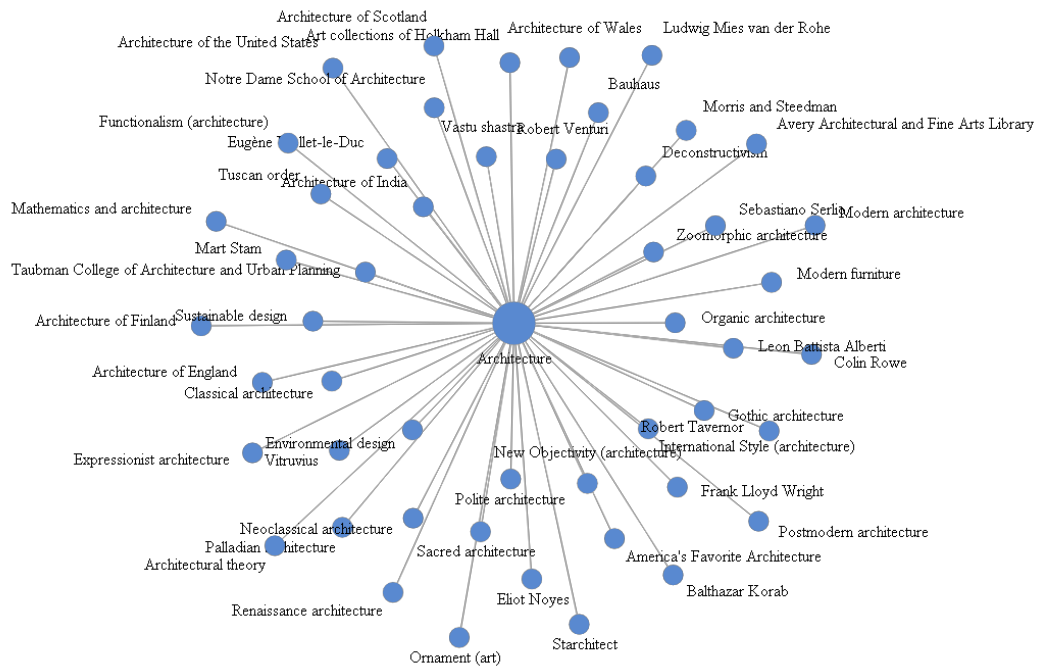 Architecture of Scotland
Art collections of Holkham Hall
Architecture of Wales
Ludwig Mies van der Rohe
Architecture of the United States
Notre Dame School of Architecture
Bauhaus
Morris and Steedman
Avery Architectural and Fine Arts Library
Functionalism (architecture)
Vastu shastra
Robert Venturi
Eugène Viollet-le-Duc
Deconstructivism
Tuscan order
Architecture of India
Mathematics and architecture
Sebastiano Serlio
Modern architecture
Zoomorphic architecture
Mart Stam
Taubman College of Architecture and Urban Planning
Modern furniture
Architecture of Finland
Sustainable design
Organic architecture
Leon Battista Alberti
Colin Rowe
Architecture
Architecture of England
Classical architecture
Gothic architecture
Robert Tavernor
International Style (architecture)
Environmental design
Vitruvius
Expressionist architecture
New Objectivity (architecture)
Frank Lloyd Wright
Polite architecture
Postmodern architecture
Neoclassical architecture
Palladian architecture
Architectural theory
Sacred architecture
America's Favorite Architecture
Balthazar Korab
Eliot Noyes
Renaissance architecture
Starchitect
Ornament (art)